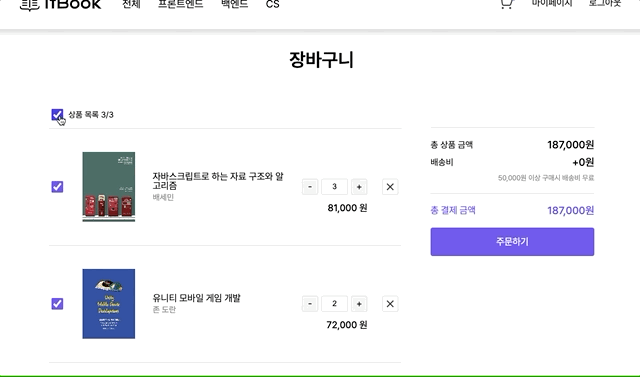 ITBOOK 전체 프론트엔드 백엔드 CS 마이페이지 로그아웃
장바구니
상품 목록 3/3
자바스크립트로 하는 자료 구조와 알
고리즘
배세민
- 3 +
81,000 원
유니티 모바일 게임 개발
존 도란
- 2 +
72,000 원
총 상품 금액 187,000원
배송비 +0원
50,000원 이상 구매시 배송비 무료
총 결제 금액 187,000원
주문하기